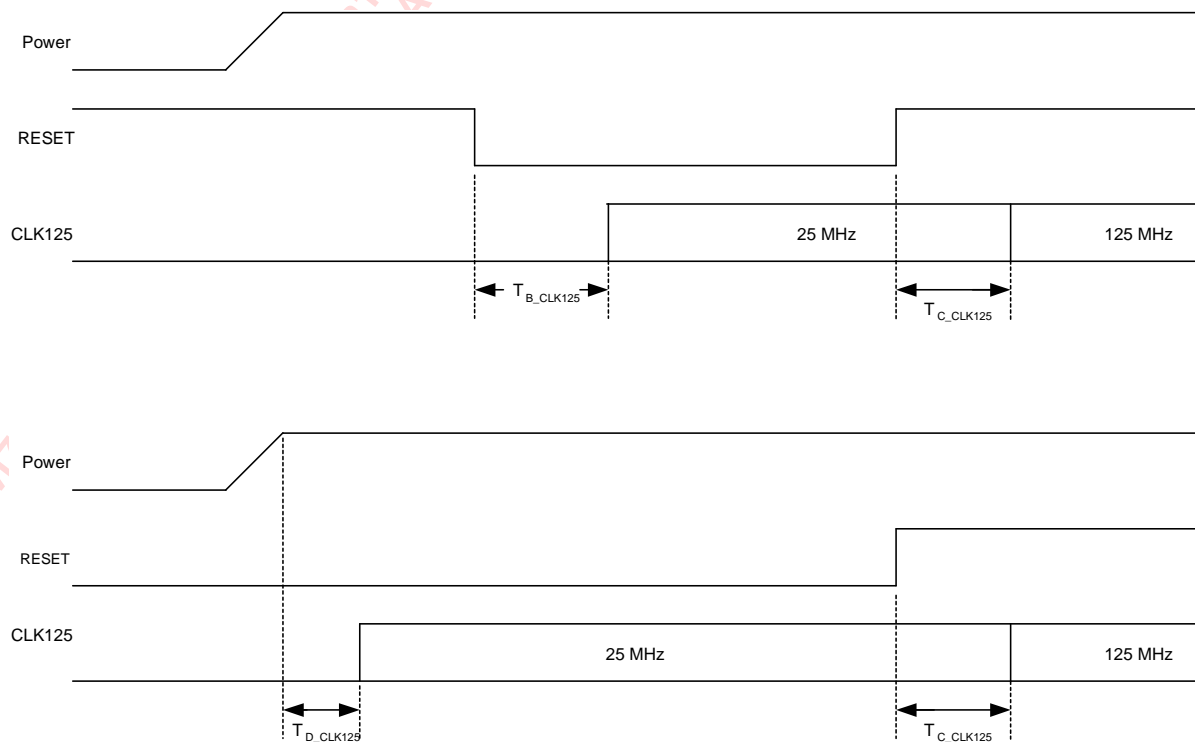 Power
RESET
CLK125
25 MHz
125 MHz
T B_CLK125
T C_CLK125
Power
RESET
CLK125
25 MHz
125 MHz
T D_CLK125
T C_CLK125